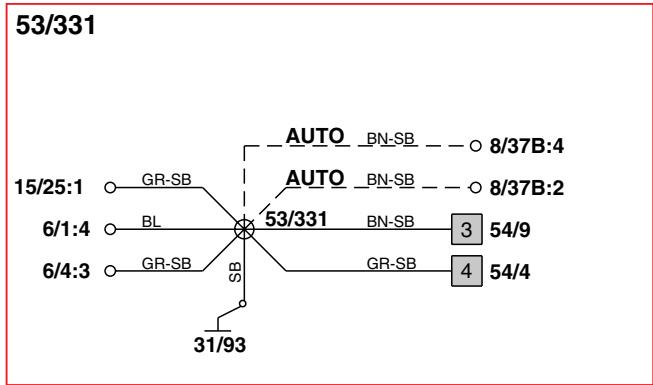 53/331
AUTO BN-SB 8/37B:4
AUTO BN-SB 8/37B:2
15/25:1 GR-SB
6/1:4 BL 53/331 BN-SB 3 54/9
6/4:3 GR-SB SB GR-SB 4 54/4
31/93